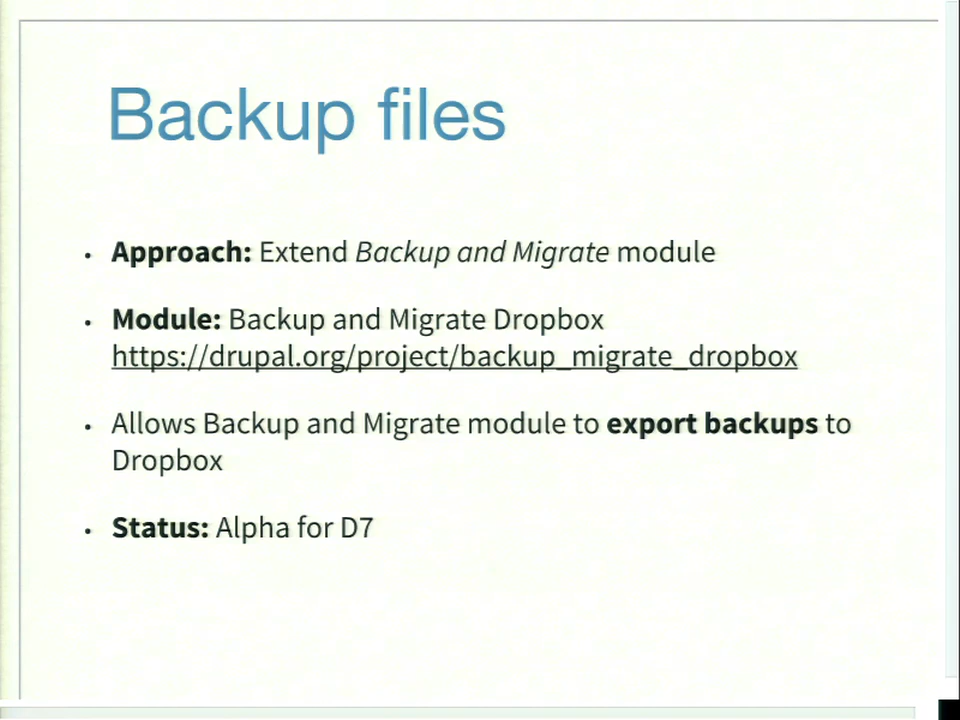 Backup files
• Approach: Extend Backup and Migrate module
• Module: Backup and Migrate Dropbox
https://drupal.org/project/backup_migrate_dropbox
• Allows Backup and Migrate module to export backups to
Dropbox
• Status: Alpha for D7